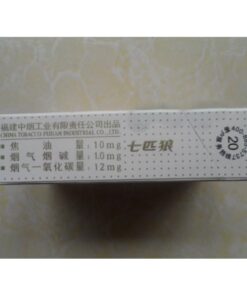 福建中烟工业有限责任公司出品
CHINA TOBACCO FUJIAN INDUSTRIAL CO., LTD.
焦油量: 10mg
烟气烟碱量: 1.0mg
烟气一氧化碳量: 12mg
七匹狼
20